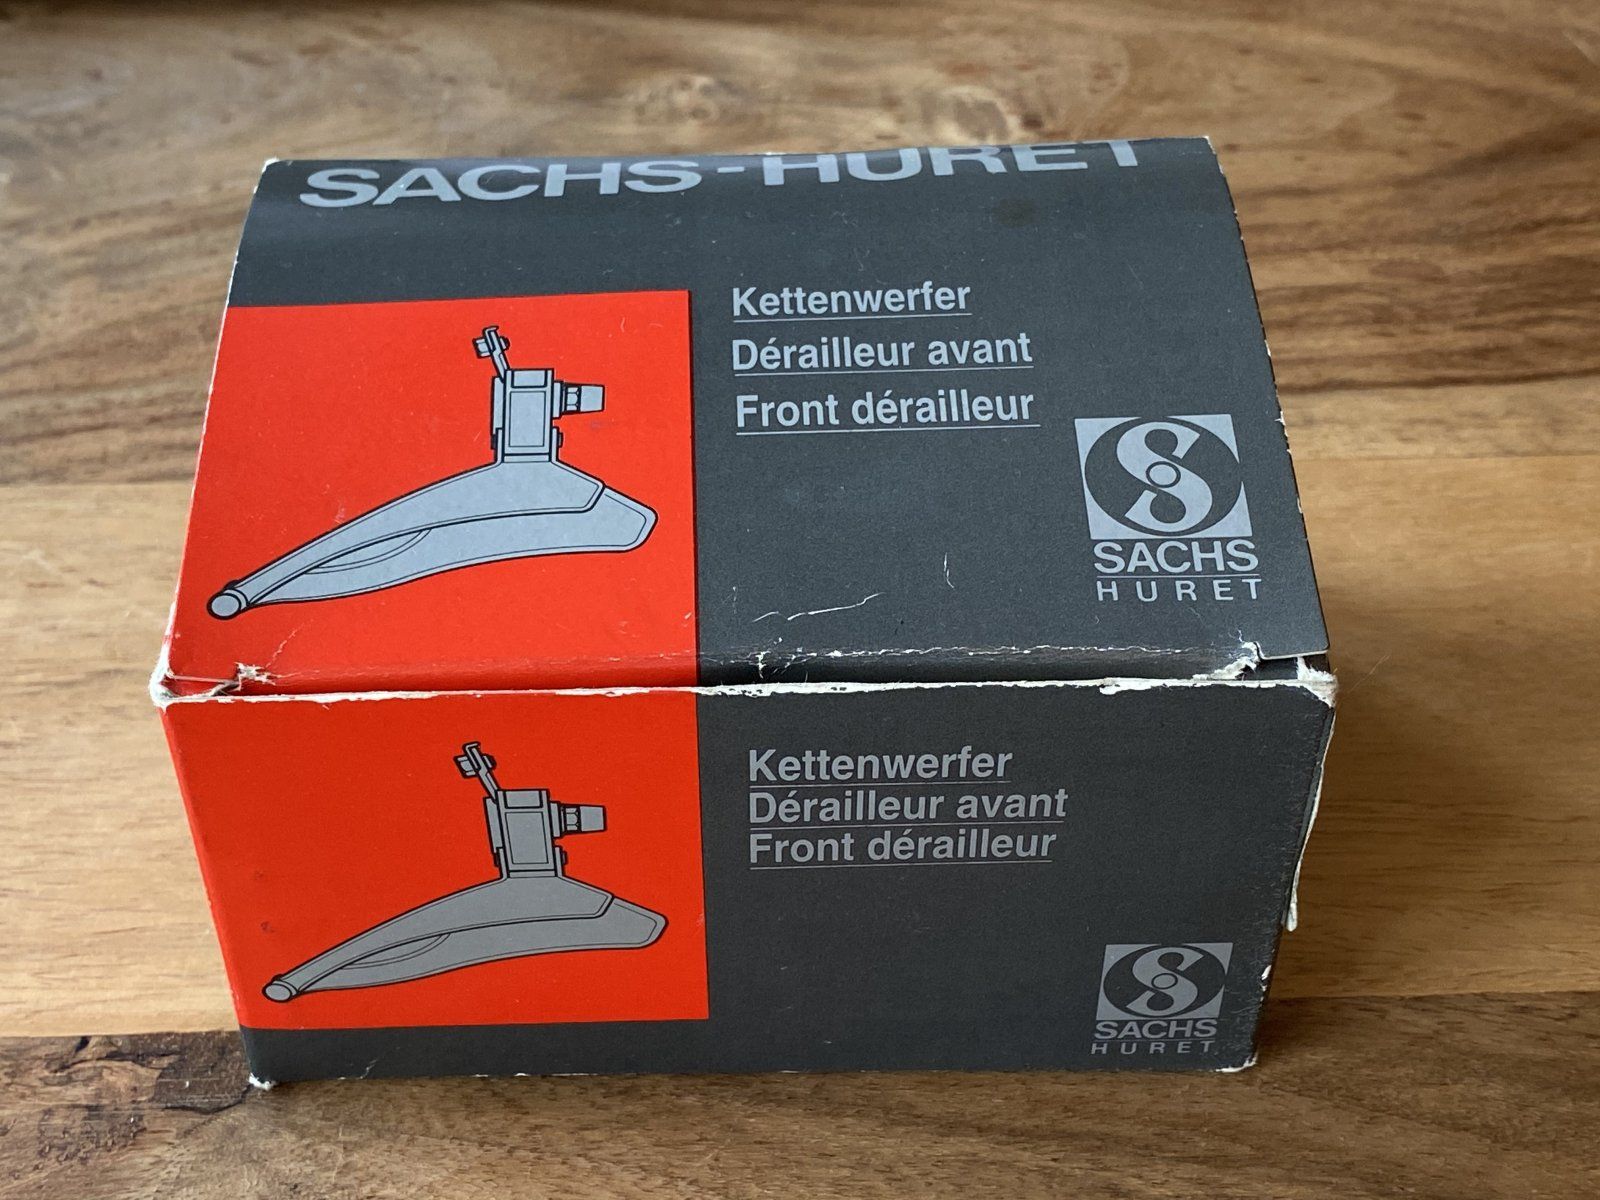 SACHS-HURET
Kettenwerfer
Dérailleur avant
Front dérailleur
SACHS
HURET
Kettenwerfer
Dérailleur avant
Front dérailleur
SACHS
HURET